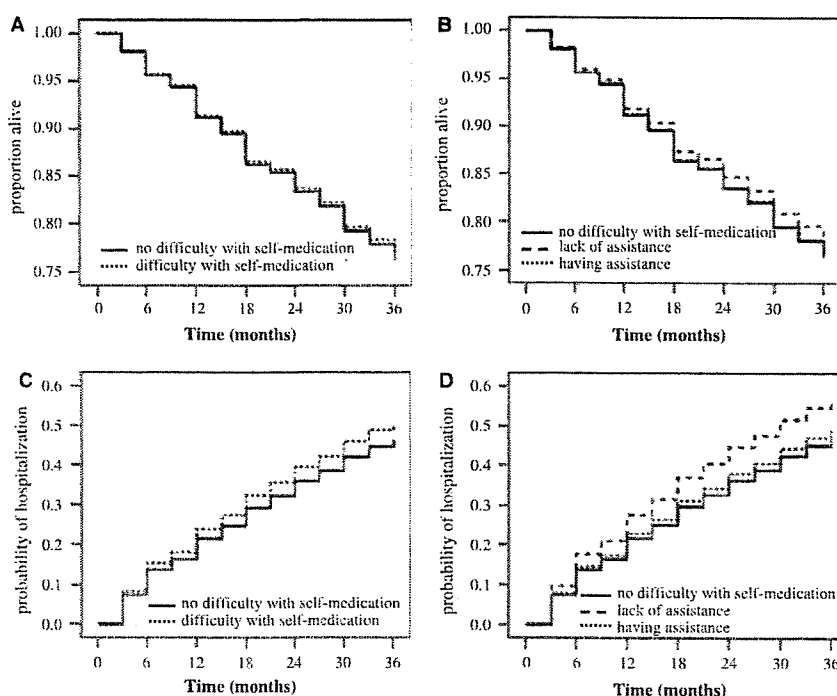 A
1.00
0.95
0.90
0.85
0.80
0.75
proportion alive
no difficulty with self-medication
difficulty with self-medication
0 6 12 18 24 30 36
Time (months)
B
1.00
0.95
0.90
0.85
0.80
0.75
proportion alive
no difficulty with self-medication
lack of assistance
having assistance
0 6 12 18 24 30 36
Time (months)
C
0.6
0.5
0.4
0.3
0.2
0.1
0.0
probability of hospitalization
no difficulty with self-medication
difficulty with self-medication
0 6 12 18 24 30 36
Time (months)
D
0.6
0.5
0.4
0.3
0.2
0.1
0.0
probability of hospitalization
no difficulty with self-medication
lack of assistance
having assistance
0 6 12 18 24 30 36
Time (months)